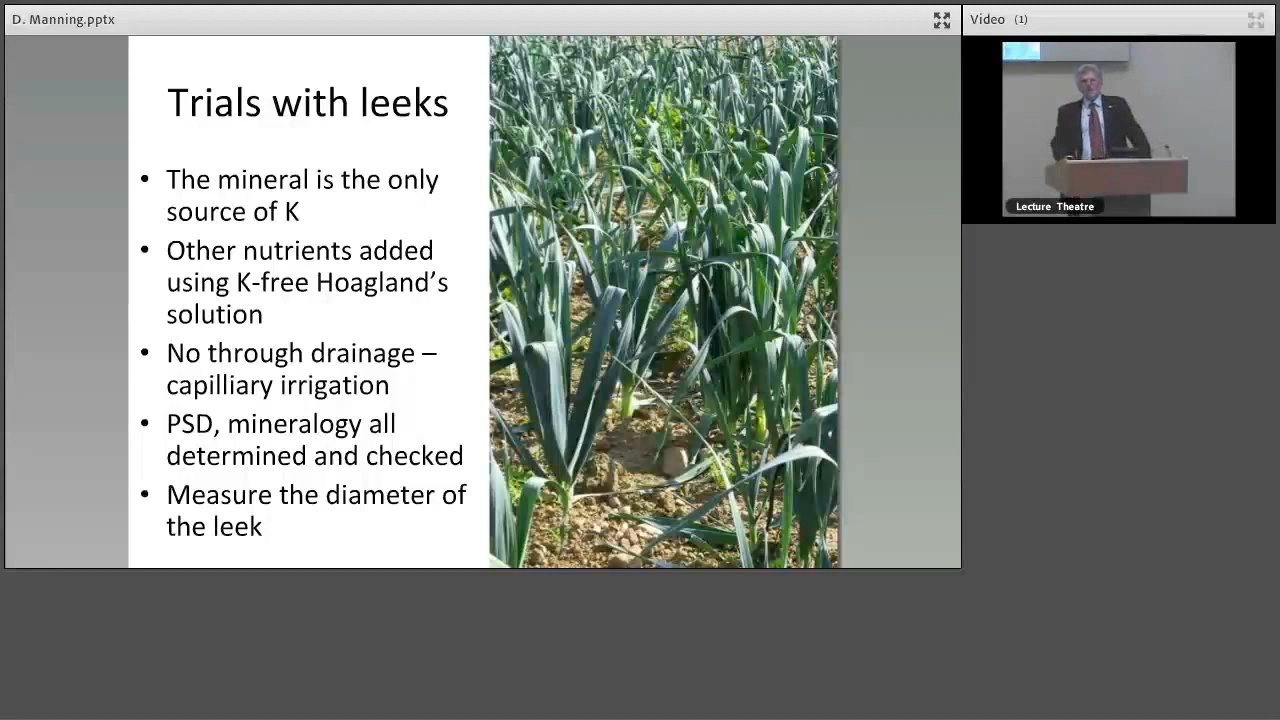 D. Manning.pptx
Video (1)
Trials with leeks
• The mineral is the only
source of K
• Other nutrients added
using K-free Hoagland’s
solution
• No through drainage –
capilliary irrigation
• PSD, mineralogy all
determined and checked
• Measure the diameter of
the leek
Lecture Theatre